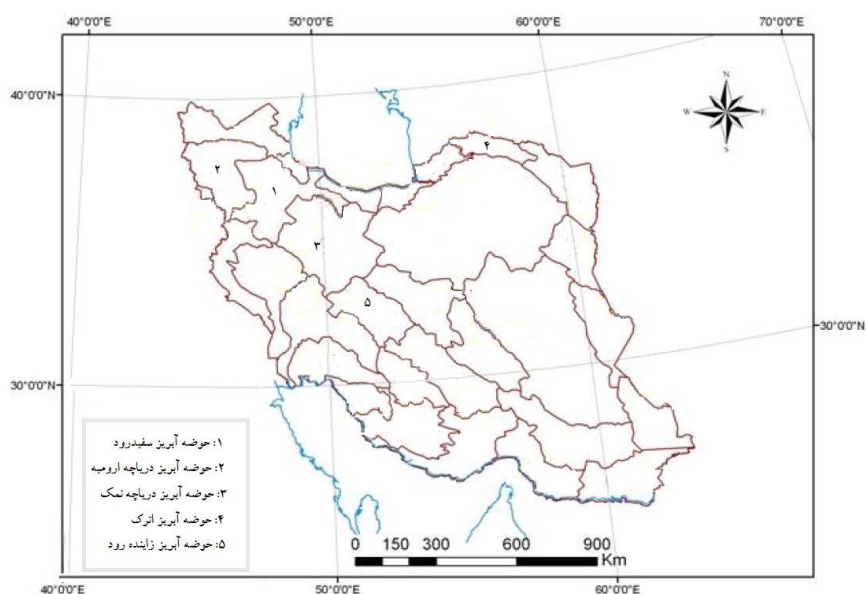 40°0'0"E 50°0'0"E 60°0'0"E 70°0'0"E
40°0'0"N
N
W E
S
۴
۲
۱
۳
۵
30°0'0"N
30°0'0"N
۱: حوضه آبریز سفیدرود
۲: حوضه آبریز دریاچه ارومیه
۳: حوضه آبریز دریاچه نمک
۴: حوضه آبریز اترک
۵: حوضه آبریز زاینده رود
0 150 300 600 900
Km
40°0'0"E 50°0'0"E 60°0'0"E